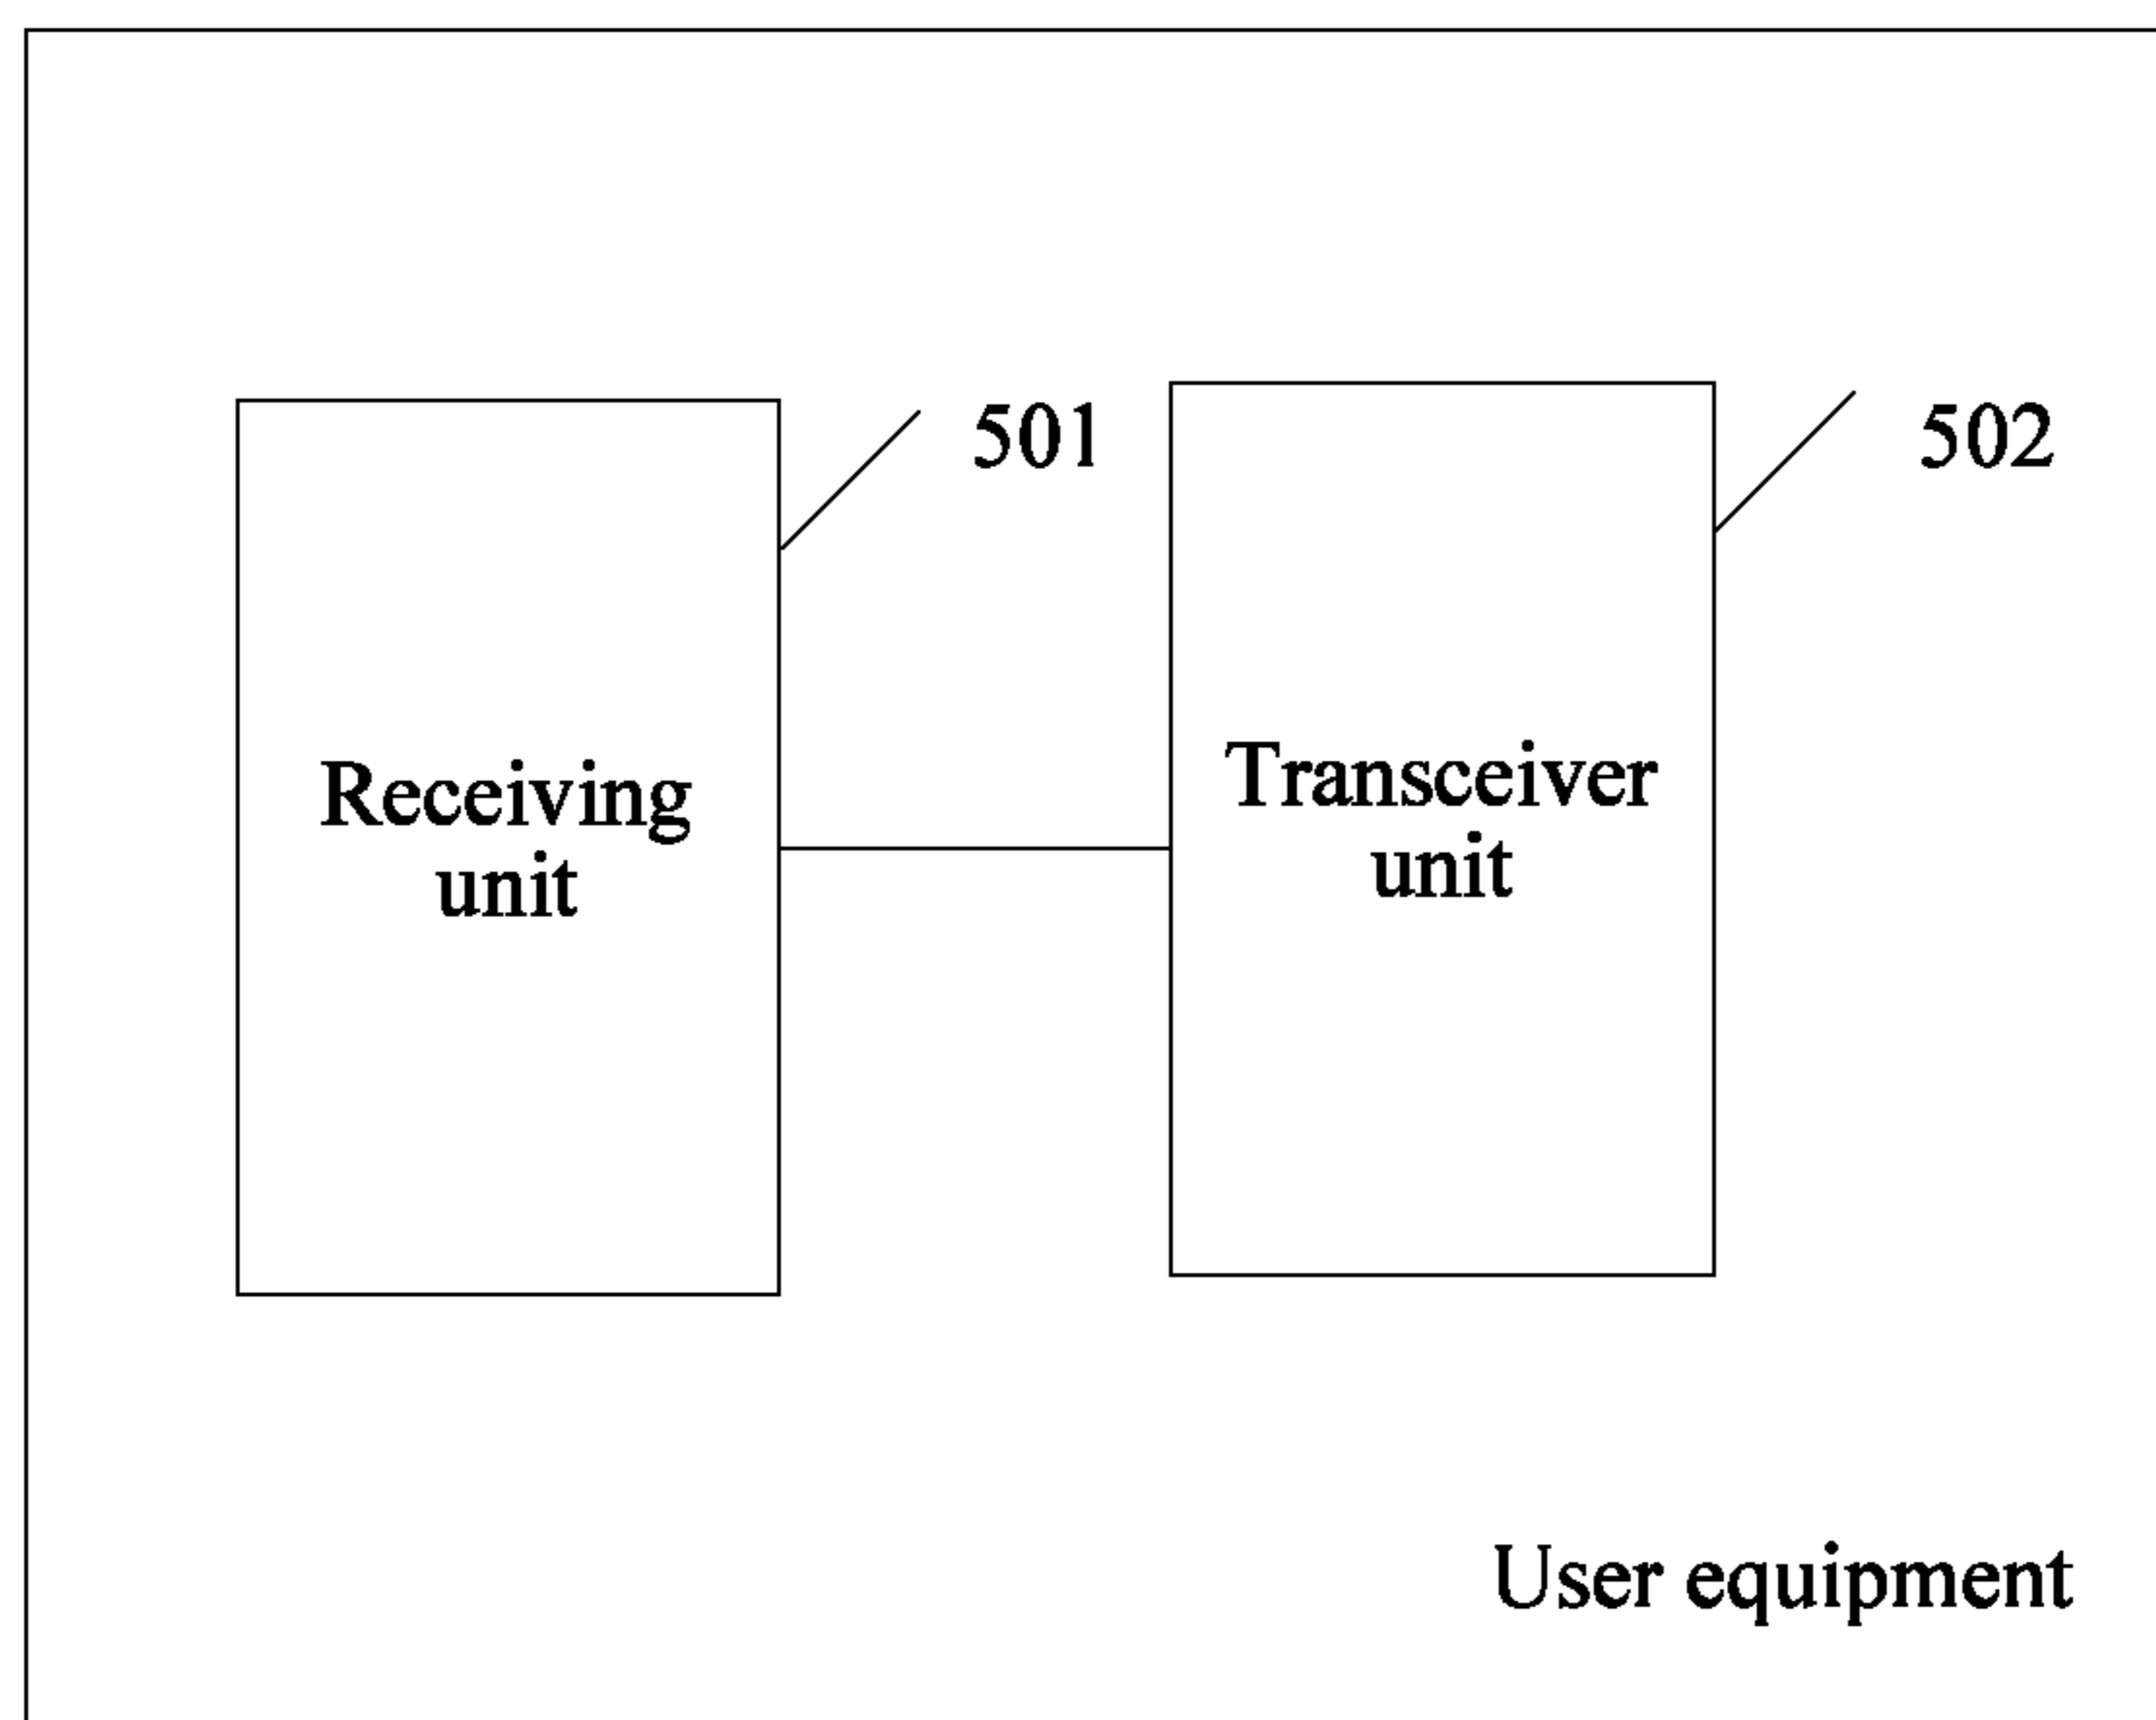 501
502
Receiving
unit
Transceiver
unit
User equipment